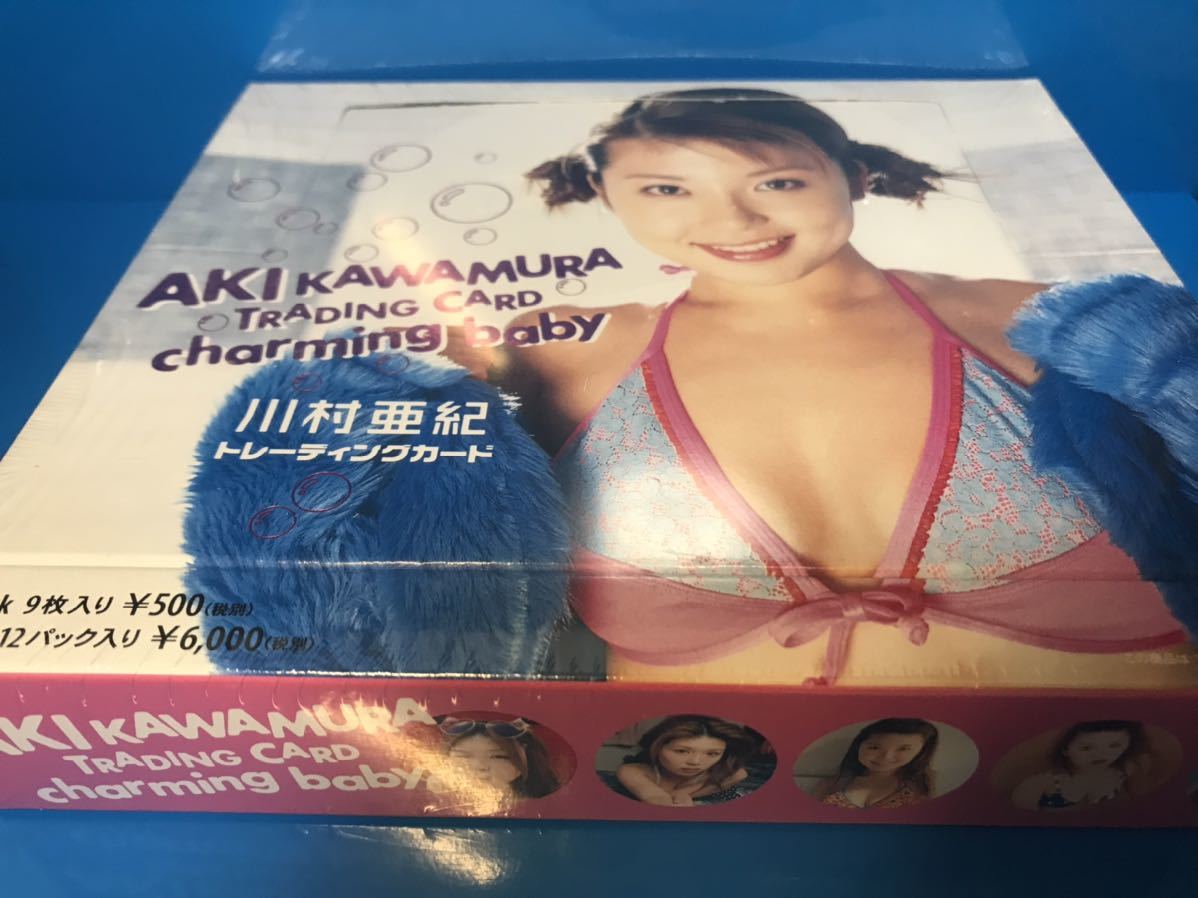 AKI KAWAMURA
TRADING CARD
charming baby
川村亜紀
トレーディングカード
k 9枚入り ¥500(税別)
12パック入り ¥6,000(税別)
AKI KAWAMURA
TRADING CARD
charming baby